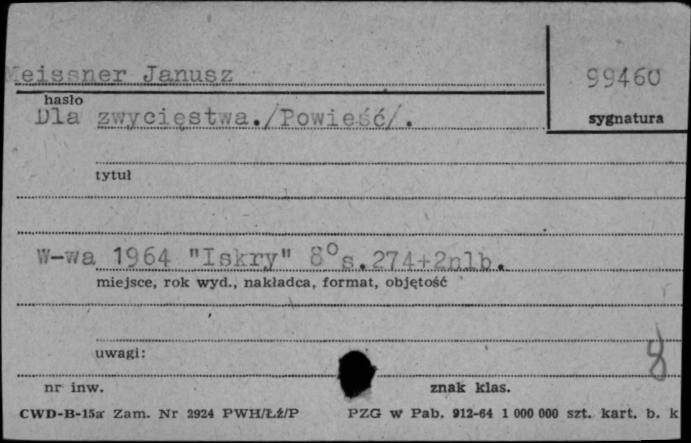 Meissner Janusz
99460
hasło
sygnatura
Dla zwycięstwa./Powieść/.
tytuł
W-wa 1964 "Iskry" 8°s.274+2nlb.
miejsce, rok wyd., nakładca, format, objętość
uwagi:
8
nr inw.
znak klas.
CWD-B-15a Zam. Nr 2924 PWH/Łź/P
PZG w Pab. 912-64 1 000 000 szt. kart. b. k